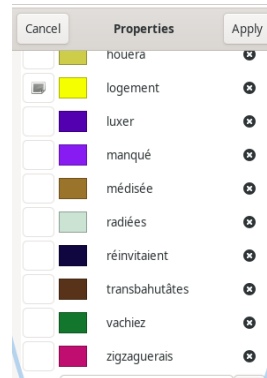 Cancel Properties Apply
houera
logement
luxer
manqué
médisée
radiées
réinvitaient
transbahutâtes
vachiez
zigzaguerais